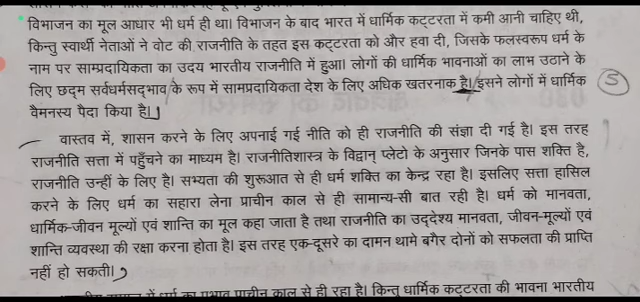 विभाजन का मूल आधार भी धर्म ही था। विभाजन के बाद भारत में धार्मिक कट्टरता में कमी आनी चाहिए थी,
किन्तु स्वार्थी नेताओं ने वोट की राजनीति के तहत इस कट्टरता को और हवा दी, जिसके फलस्वरूप धर्म के
नाम पर साम्प्रदायिकता का उदय भारतीय राजनीति में हुआ। लोगों की धार्मिक भावनाओं का लाभ उठाने के
लिए छद्म सर्वधर्मसद्भाव के रूप में सामप्रदायिकता देश के लिए अधिक खतरनाक है। इसने लोगों में धार्मिक
वैमनस्य पैदा किया है।
5
वास्तव में, शासन करने के लिए अपनाई गई नीति को ही राजनीति की संज्ञा दी गई है। इस तरह
राजनीति सत्ता में पहुँचने का माध्यम है। राजनीतिशास्त्र के विद्वान् प्लेटो के अनुसार जिनके पास शक्ति है,
राजनीति उन्हीं के लिए है। सभ्यता की शुरूआत से ही धर्म शक्ति का केन्द्र रहा है। इसलिए सत्ता हासिल
करने के लिए धर्म का सहारा लेना प्राचीन काल से ही सामान्य-सी बात रही है। धर्म को मानवता,
धार्मिक-जीवन मूल्यों एवं शान्ति का मूल कहा जाता है तथा राजनीति का उद्देश्य मानवता, जीवन-मूल्यों एवं
शान्ति व्यवस्था की रक्षा करना होता है। इस तरह एक-दूसरे का दामन थामे बगैर दोनों को सफलता की प्राप्ति
नहीं हो सकती।
में धर्म का प्रभाव प्राचीन काल से ही रहा है। किन्तु धार्मिक कट्टरता की भावना भारतीय